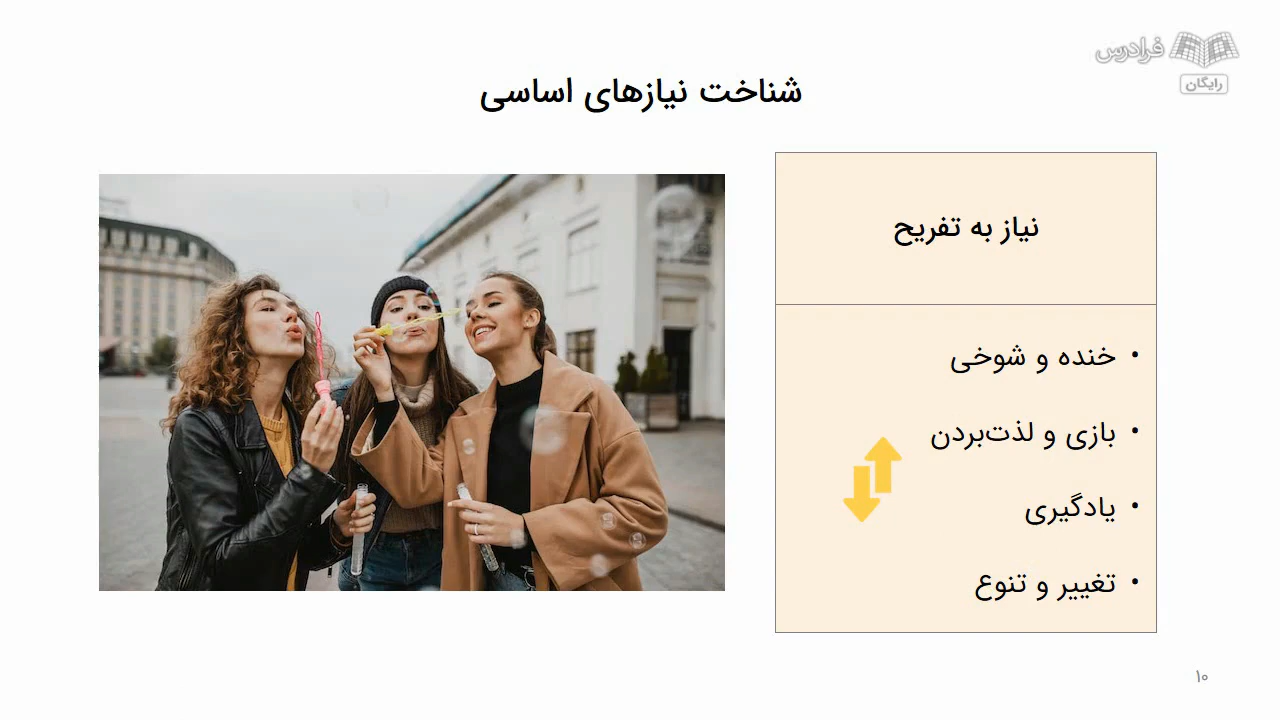 فرادرس
رایگان
شناخت نیازهای اساسی
نیاز به تفریح
• خنده و شوخی
• بازی و لذت‌بردن
• یادگیری
• تغییر و تنوع
۱۰